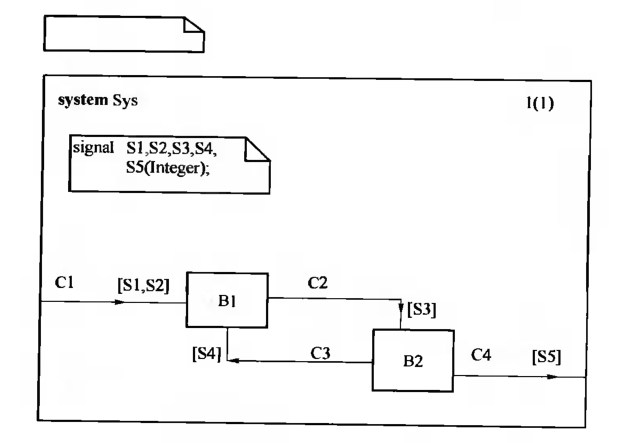 system Sys
1(1)
signal S1,S2,S3,S4,
S5(Integer);
C1
[S1,S2]
B1
C2
[S3]
[S4]
C3
B2
C4
[S5]